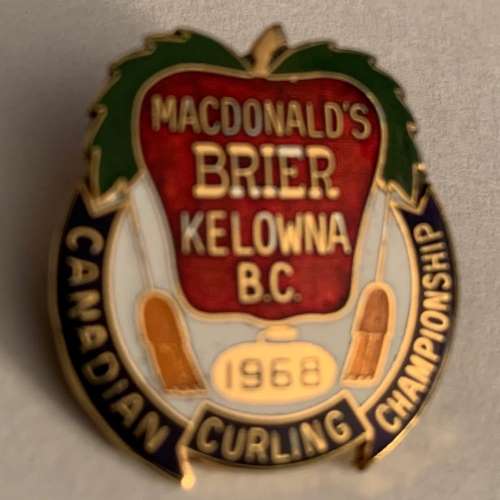 MACDONALD'S
BRIER
KELOWNA
B.C.
1968
CANADIAN CURLING CHAMPIONSHIP